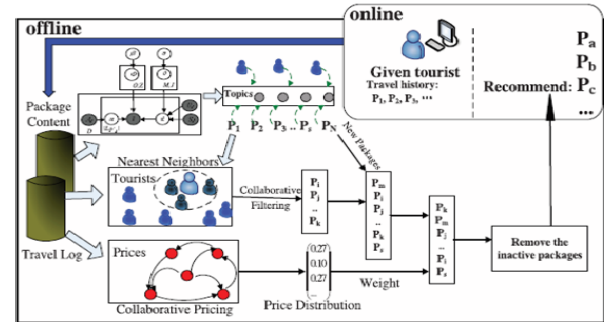 offline
online
Given tourist
Travel history:
P1, P2, P3, ...
Recommend:
Pa
Pb
Pc
...
Package
Content
Travel Log
D
Topics
P1 P2 P3 .. Ps PN
New Packages
Nearest Neighbors
Tourists
Collaborative
Filtering
Pi
Pj
..
Pk
Pm
Pi
Pj
..
Pk
Ps
Pk
Pm
Pj
..
Pi
Ps
Remove the
inactive packages
Prices
Collaborative Pricing
0.27
0.10
0.27
..
Price Distribution
Weight